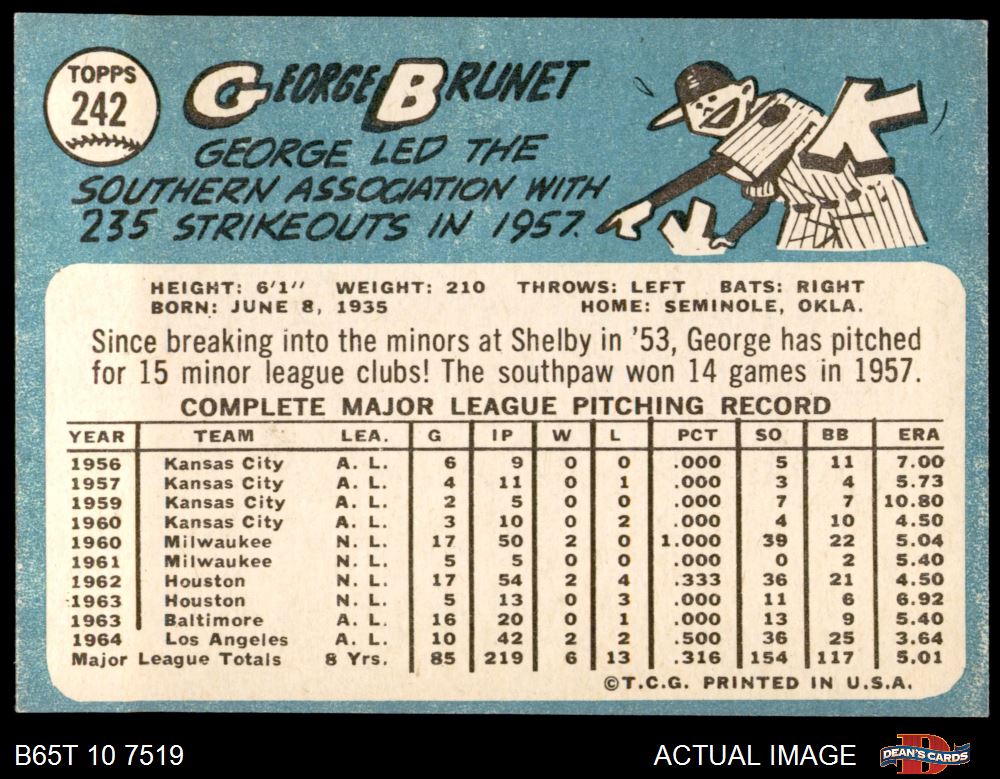 TOPPS
242
GEORGE BRUNET
GEORGE LED THE
SOUTHERN ASSOCIATION WITH
235 STRIKEOUTS IN 1957.
K
HEIGHT: 6'1" WEIGHT: 210 THROWS: LEFT BATS: RIGHT
BORN: JUNE 8, 1935 HOME: SEMINOLE, OKLA.
Since breaking into the minors at Shelby in '53, George has pitched
for 15 minor league clubs! The southpaw won 14 games in 1957.
COMPLETE MAJOR LEAGUE PITCHING RECORD
YEAR TEAM LEA. G IP W L PCT SO BB ERA
1956 Kansas City A. L. 6 9 0 0 .000 5 11 7.00
1957 Kansas City A. L. 4 11 0 1 .000 3 4 5.73
1959 Kansas City A. L. 2 5 0 0 .000 7 7 10.80
1960 Kansas City A. L. 3 10 0 2 .000 4 10 4.50
1960 Milwaukee N. L. 17 50 2 0 1.000 39 22 5.04
1961 Milwaukee N. L. 5 5 0 0 .000 0 2 5.40
1962 Houston N. L. 17 54 2 4 .333 36 21 4.50
1963 Houston N. L. 5 13 0 3 .000 11 6 6.92
1963 Baltimore A. L. 16 20 0 1 .000 13 9 5.40
1964 Los Angeles A. L. 10 42 2 2 .500 36 25 3.64
Major League Totals 8 Yrs. 85 219 6 13 .316 154 117 5.01
©T.C.G. PRINTED IN U.S.A.
B65T 10 7519 ACTUAL IMAGE DEAN'S CARDS